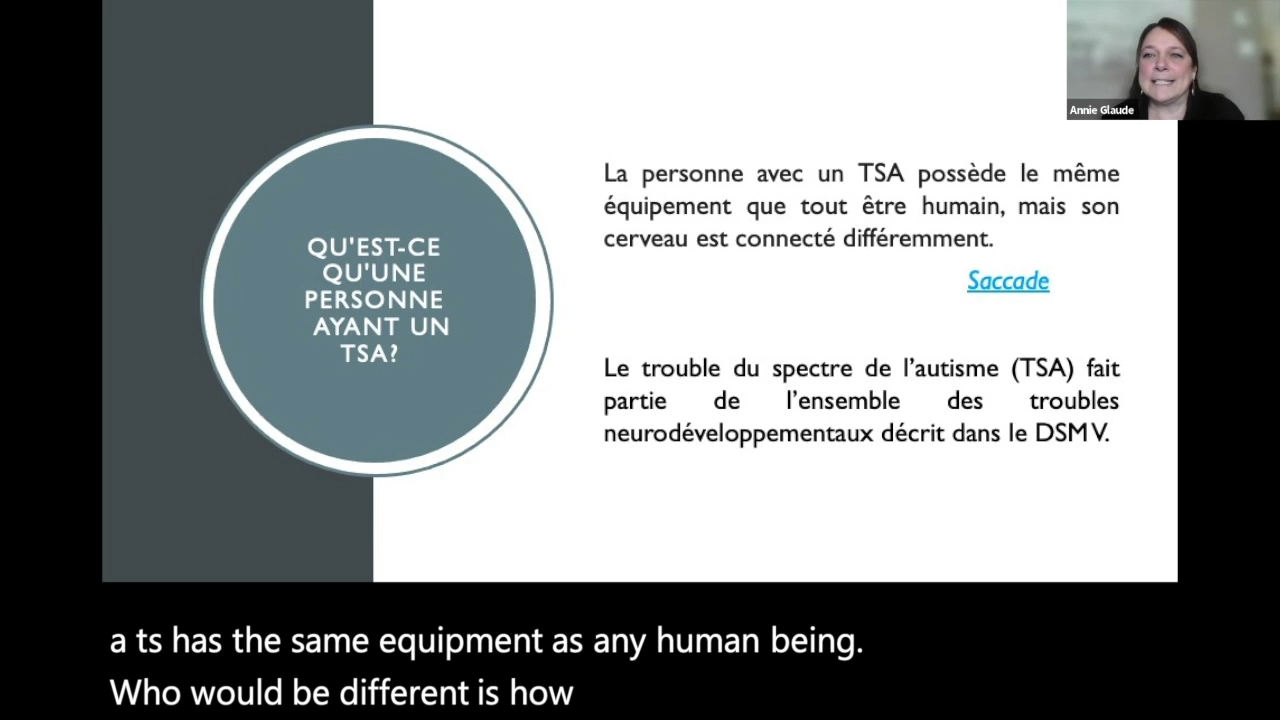 Annie Glaude
QU'EST-CE
QU'UNE
PERSONNE
AYANT UN
TSA?
La personne avec un TSA possède le même
équipement que tout être humain, mais son
cerveau est connecté différemment.
Saccade
Le trouble du spectre de l’autisme (TSA) fait
partie de l’ensemble des troubles
neurodéveloppementaux décrit dans le DSM V.
a ts has the same equipment as any human being.
Who would be different is how